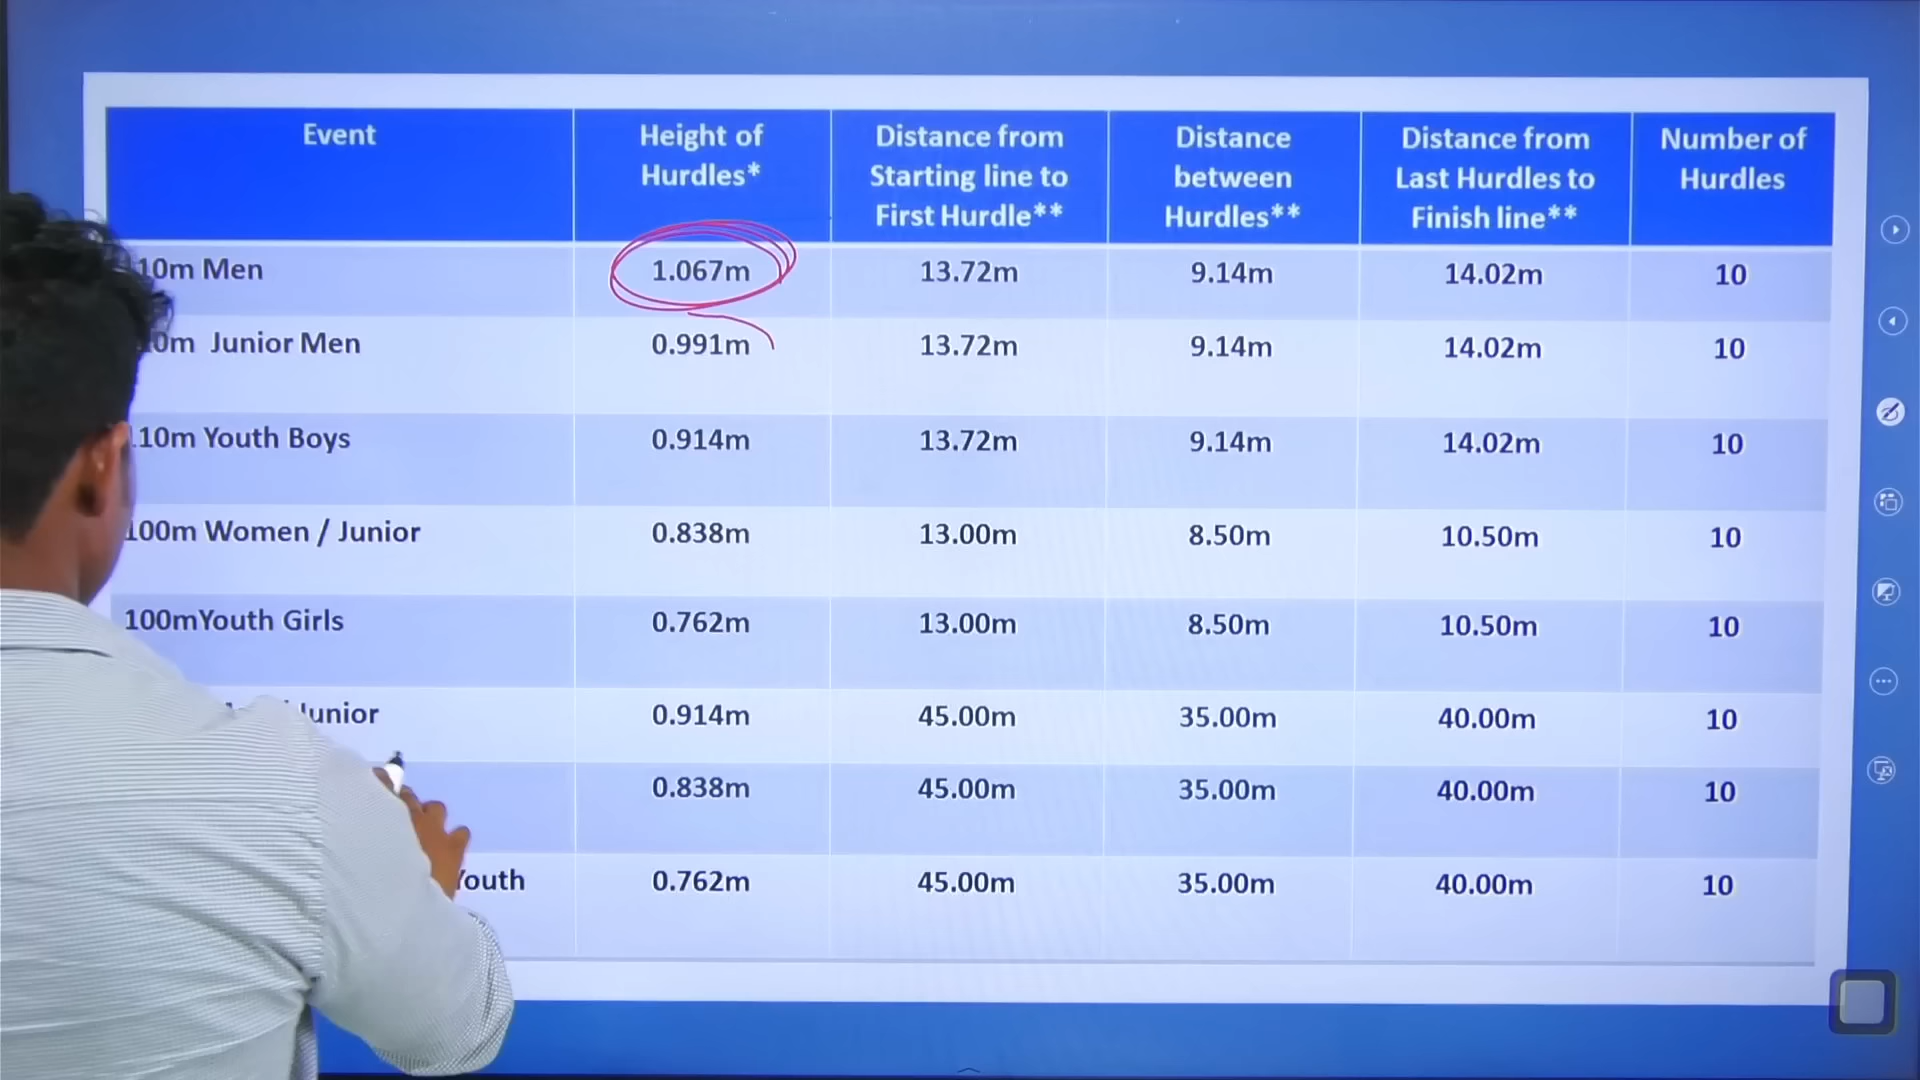 Event
Height of
Hurdles*
Distance from
Starting line to
First Hurdle**
Distance
between
Hurdles**
Distance from
Last Hurdles to
Finish line**
Number of
Hurdles
10m Men 1.067m 13.72m 9.14m 14.02m 10
0m Junior Men 0.991m 13.72m 9.14m 14.02m 10
10m Youth Boys 0.914m 13.72m 9.14m 14.02m 10
100m Women / Junior 0.838m 13.00m 8.50m 10.50m 10
100mYouth Girls 0.762m 13.00m 8.50m 10.50m 10
Junior 0.914m 45.00m 35.00m 40.00m 10
0.838m 45.00m 35.00m 40.00m 10
Youth 0.762m 45.00m 35.00m 40.00m 10